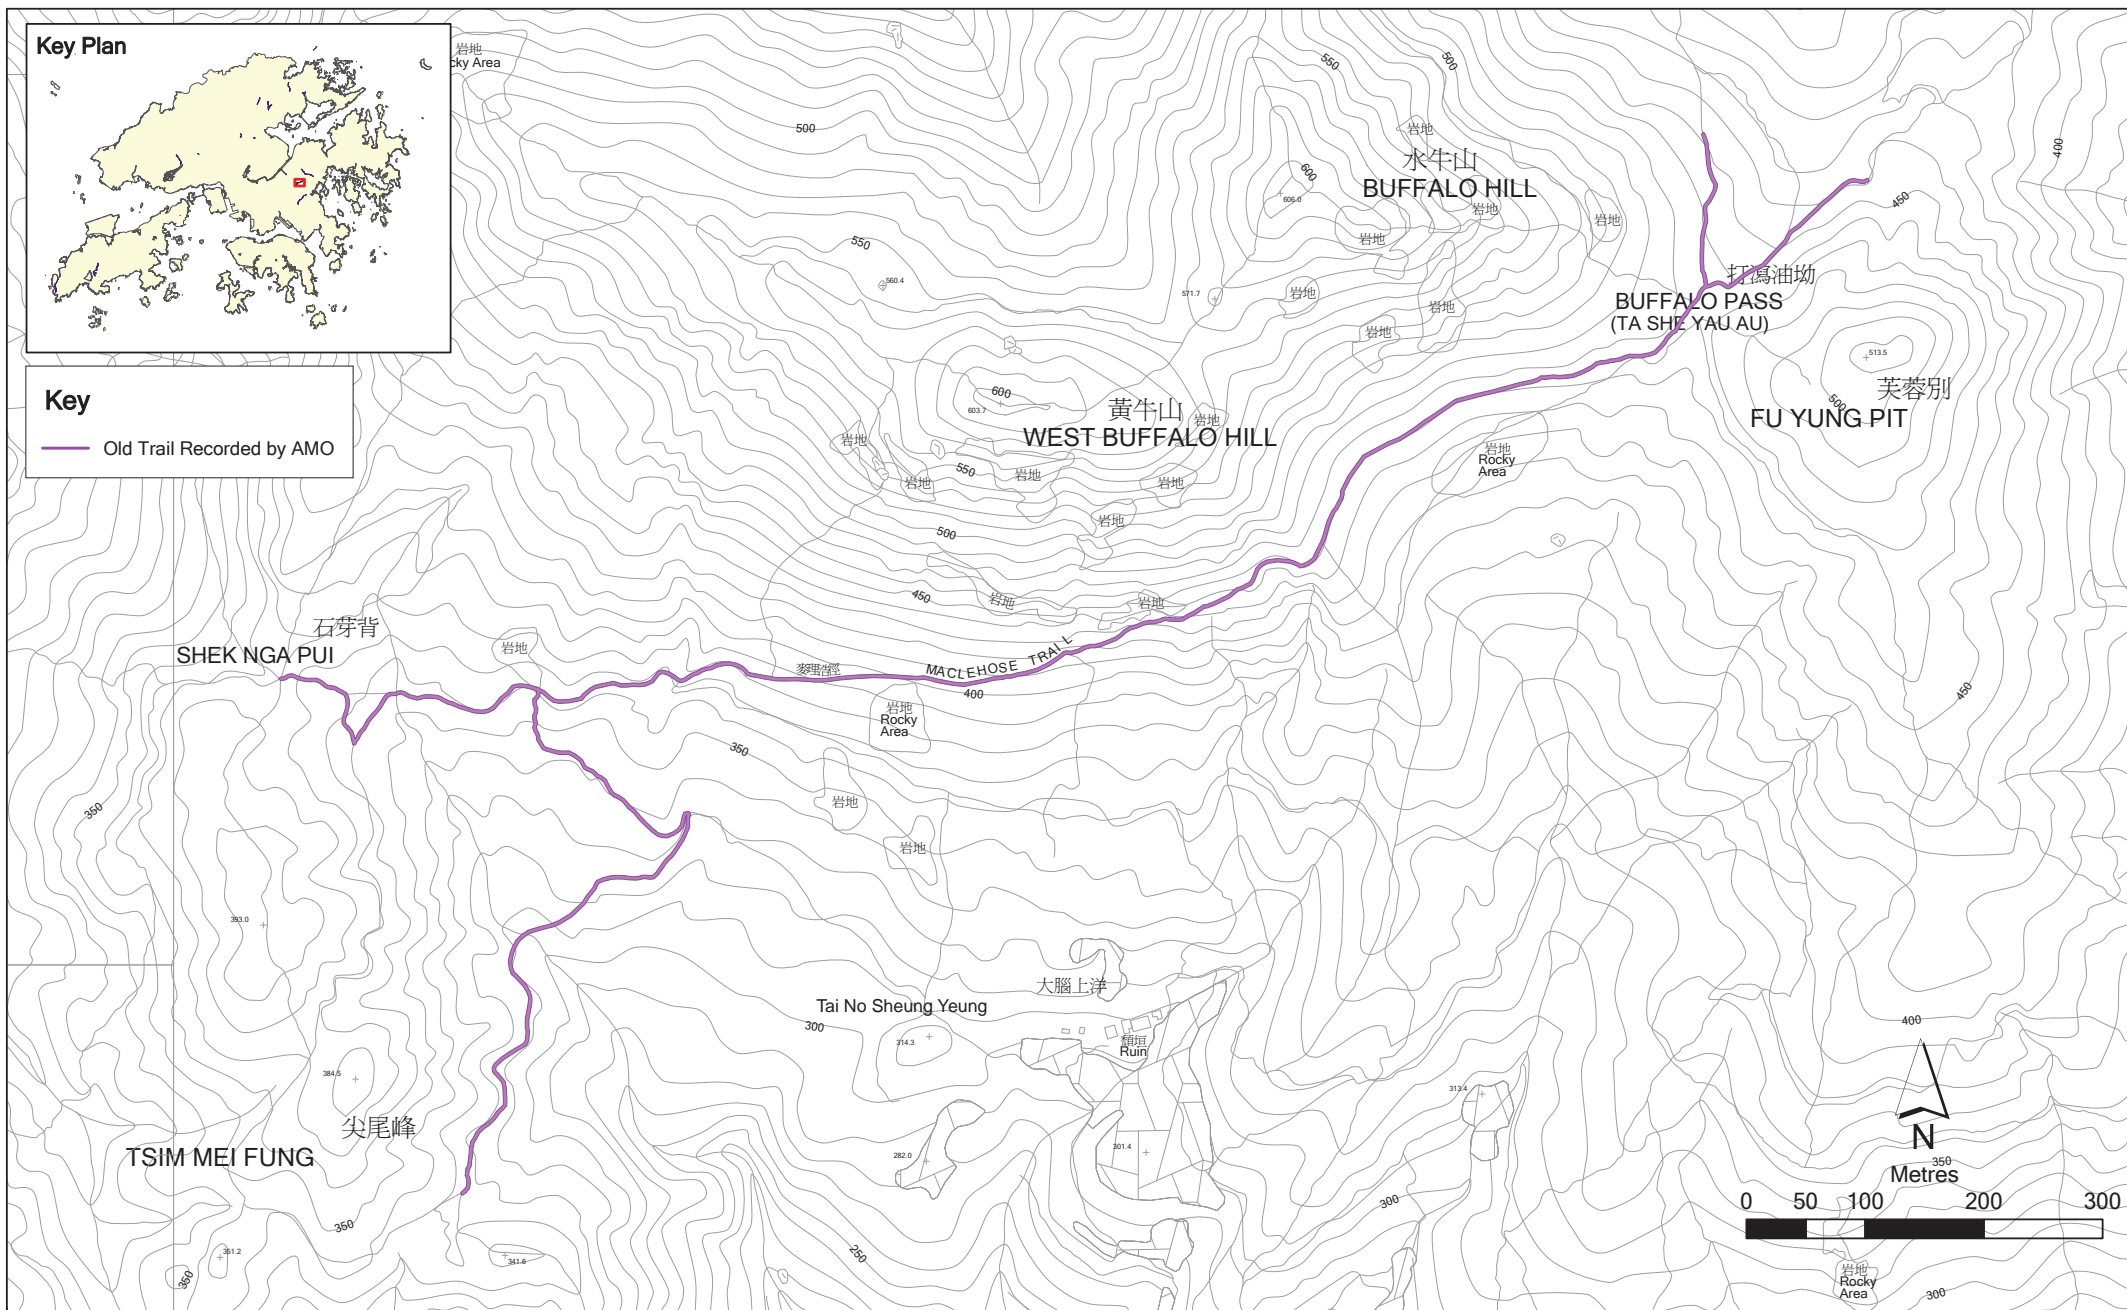 Key Plan
岩地
cky Area
Key
Old Trail Recorded by AMO
500
550
500
400
岩地
水牛山
BUFFALO HILL
600
606.0
岩地
岩地
岩地
450
550
560.4
571.7
岩地
岩地
岩地
打瀉油坳
BUFFALO PASS
(TA SHE YAU AU)
513.5
芙蓉別
500
FU YUNG PIT
600
603.7
黃牛山
WEST BUFFALO HILL
岩地
岩地
岩地
550
岩地
岩地
岩地
岩地
Rocky
Area
500
450
岩地
岩地
石芽背
SHEK NGA PUI
岩地
麥理浩徑
MACLEHOSE TRAIL
400
450
岩地
Rocky
Area
350
350
岩地
岩地
393.0
大腦上洋
Tai No Sheung Yeung
300
314.3
頹垣
Ruin
384.5
313.4
400
尖尾峰
TSIM MEI FUNG
282.0
301.4
350
300
350
351.2
350
341.6
250
N
Metres
0 50 100 200 300
岩地
Rocky
Area
300